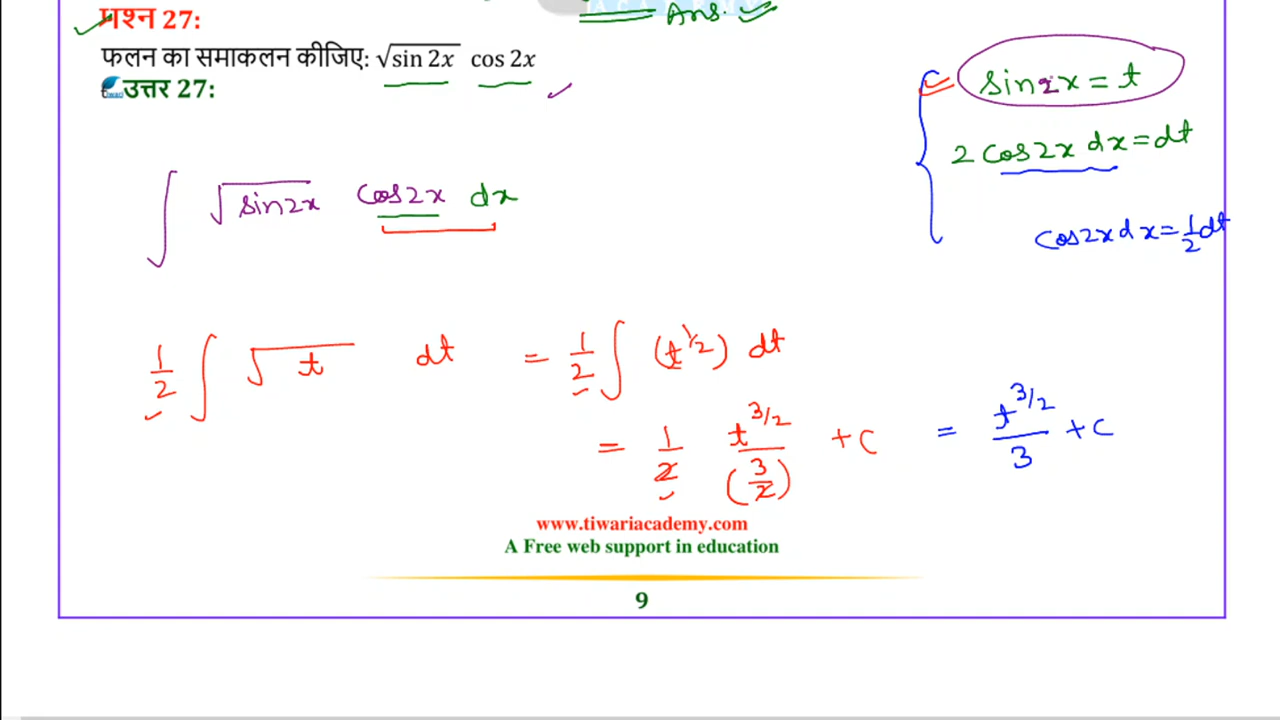 Ans.
प्रश्न 27:
फलन का समाकलन कीजिए: √sin 2x cos 2x
उत्तर 27:
sin2x = t
2 cos2x dx = dt
cos2x dx = 1/2 dt
∫ √sin2x cos2x dx
1/2 ∫ √t dt = 1/2 ∫ (t^1/2) dt
= 1/2 t^3/2/(3/2) + c = t^3/2/3 + c
www.tiwariacademy.com
A Free web support in education
9